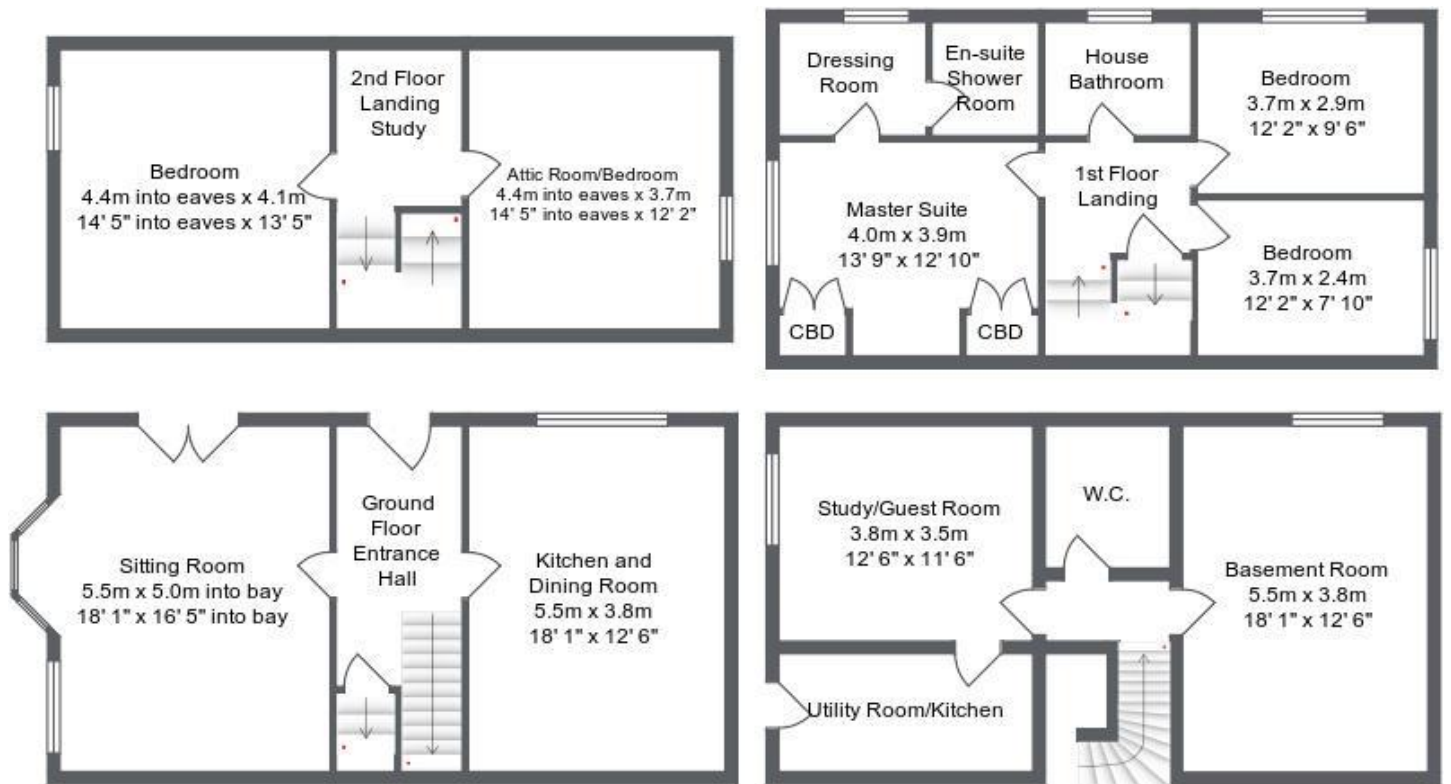 Bedroom
4.4m into eaves x 4.1m
14' 5" into eaves x 13' 5"
2nd Floor
Landing
Study
Attic Room/Bedroom
4.4m into eaves x 3.7m
14' 5" into eaves x 12' 2"
Dressing
Room
En-suite
Shower
Room
House
Bathroom
Bedroom
3.7m x 2.9m
12' 2" x 9' 6"
Master Suite
4.0m x 3.9m
13' 9" x 12' 10"
1st Floor
Landing
Bedroom
3.7m x 2.4m
12' 2" x 7' 10"
CBD
CBD
Sitting Room
5.5m x 5.0m into bay
18' 1" x 16' 5" into bay
Ground
Floor
Entrance
Hall
Kitchen and
Dining Room
5.5m x 3.8m
18' 1" x 12' 6"
Study/Guest Room
3.8m x 3.5m
12' 6" x 11' 6"
W.C.
Basement Room
5.5m x 3.8m
18' 1" x 12' 6"
Utility Room/Kitchen